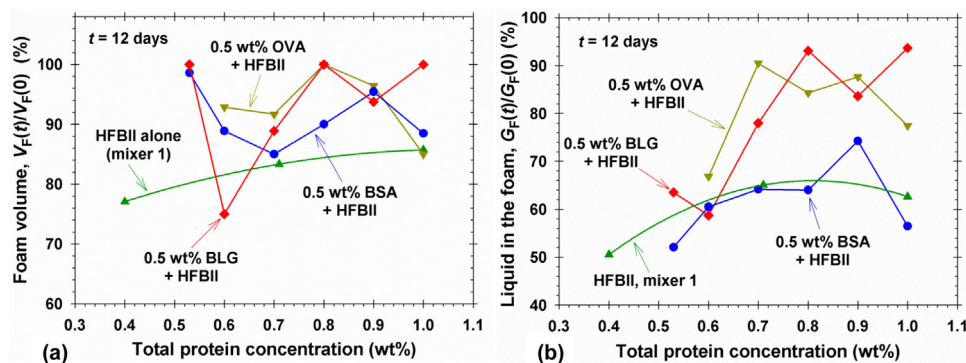 t = 12 days
0.5 wt% OVA
+ HFBII
HFBII alone
(mixer 1)
0.5 wt% BSA
+ HFBII
0.5 wt% BLG
+ HFBII
Foam volume, V_F(t)/V_F(0) (%)
100
90
80
70
60
0.3 0.4 0.5 0.6 0.7 0.8 0.9 1.0 1.1
(a) Total protein concentration (wt%)
t = 12 days
0.5 wt% OVA
+ HFBII
0.5 wt% BLG
+ HFBII
0.5 wt% BSA
+ HFBII
HFBII, mixer 1
Liquid in the foam, G_F(t)/G_F(0) (%)
100
90
80
70
60
50
40
0.3 0.4 0.5 0.6 0.7 0.8 0.9 1.0 1.1
(b) Total protein concentration (wt%)